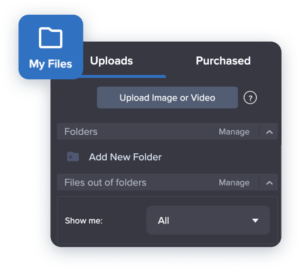 My Files
Uploads Purchased
Upload Image or Video ?
Folders Manage
Add New Folder
Files out of folders Manage
Show me: All